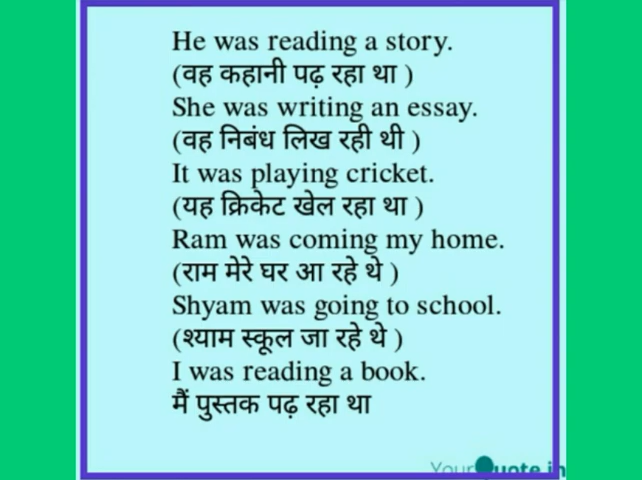 He was reading a story.
(वह कहानी पढ़ रहा था )
She was writing an essay.
(वह निबंध लिख रही थी )
It was playing cricket.
(यह क्रिकेट खेल रहा था )
Ram was coming my home.
(राम मेरे घर आ रहे थे )
Shyam was going to school.
(श्याम स्कूल जा रहे थे )
I was reading a book.
मैं पुस्तक पढ़ रहा था
YourQuote.in